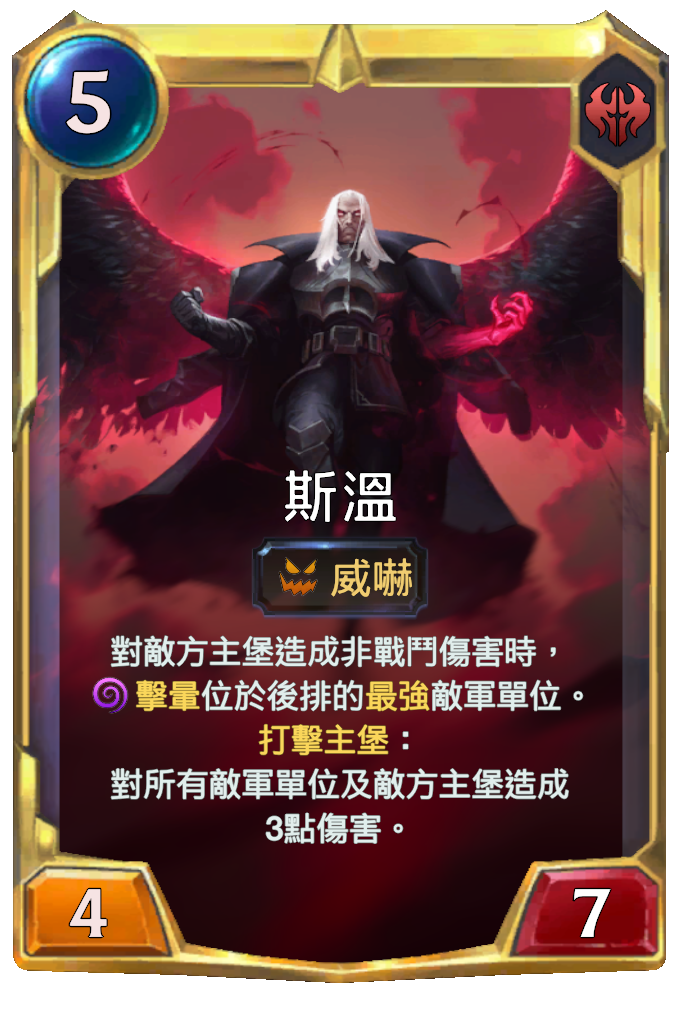 5
斯溫
威嚇
對敵方主堡造成非戰鬥傷害時，
擊暈位於後排的最強敵軍單位。
打擊主堡：
對所有敵軍單位及敵方主堡造成
3點傷害。
4
7